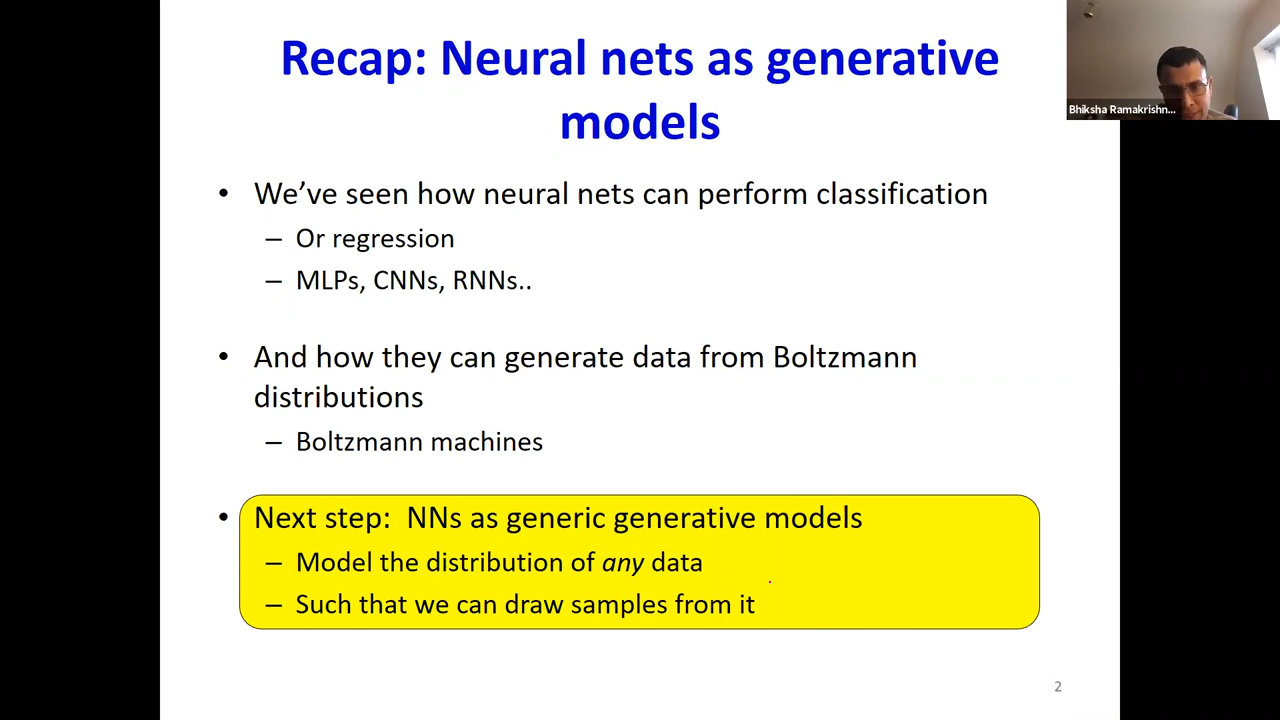 Recap: Neural nets as generative
models
Bhiksha Ramakrishn...
• We’ve seen how neural nets can perform classification
– Or regression
– MLPs, CNNs, RNNs..
• And how they can generate data from Boltzmann
distributions
– Boltzmann machines
• Next step: NNs as generic generative models
– Model the distribution of any data
– Such that we can draw samples from it
2